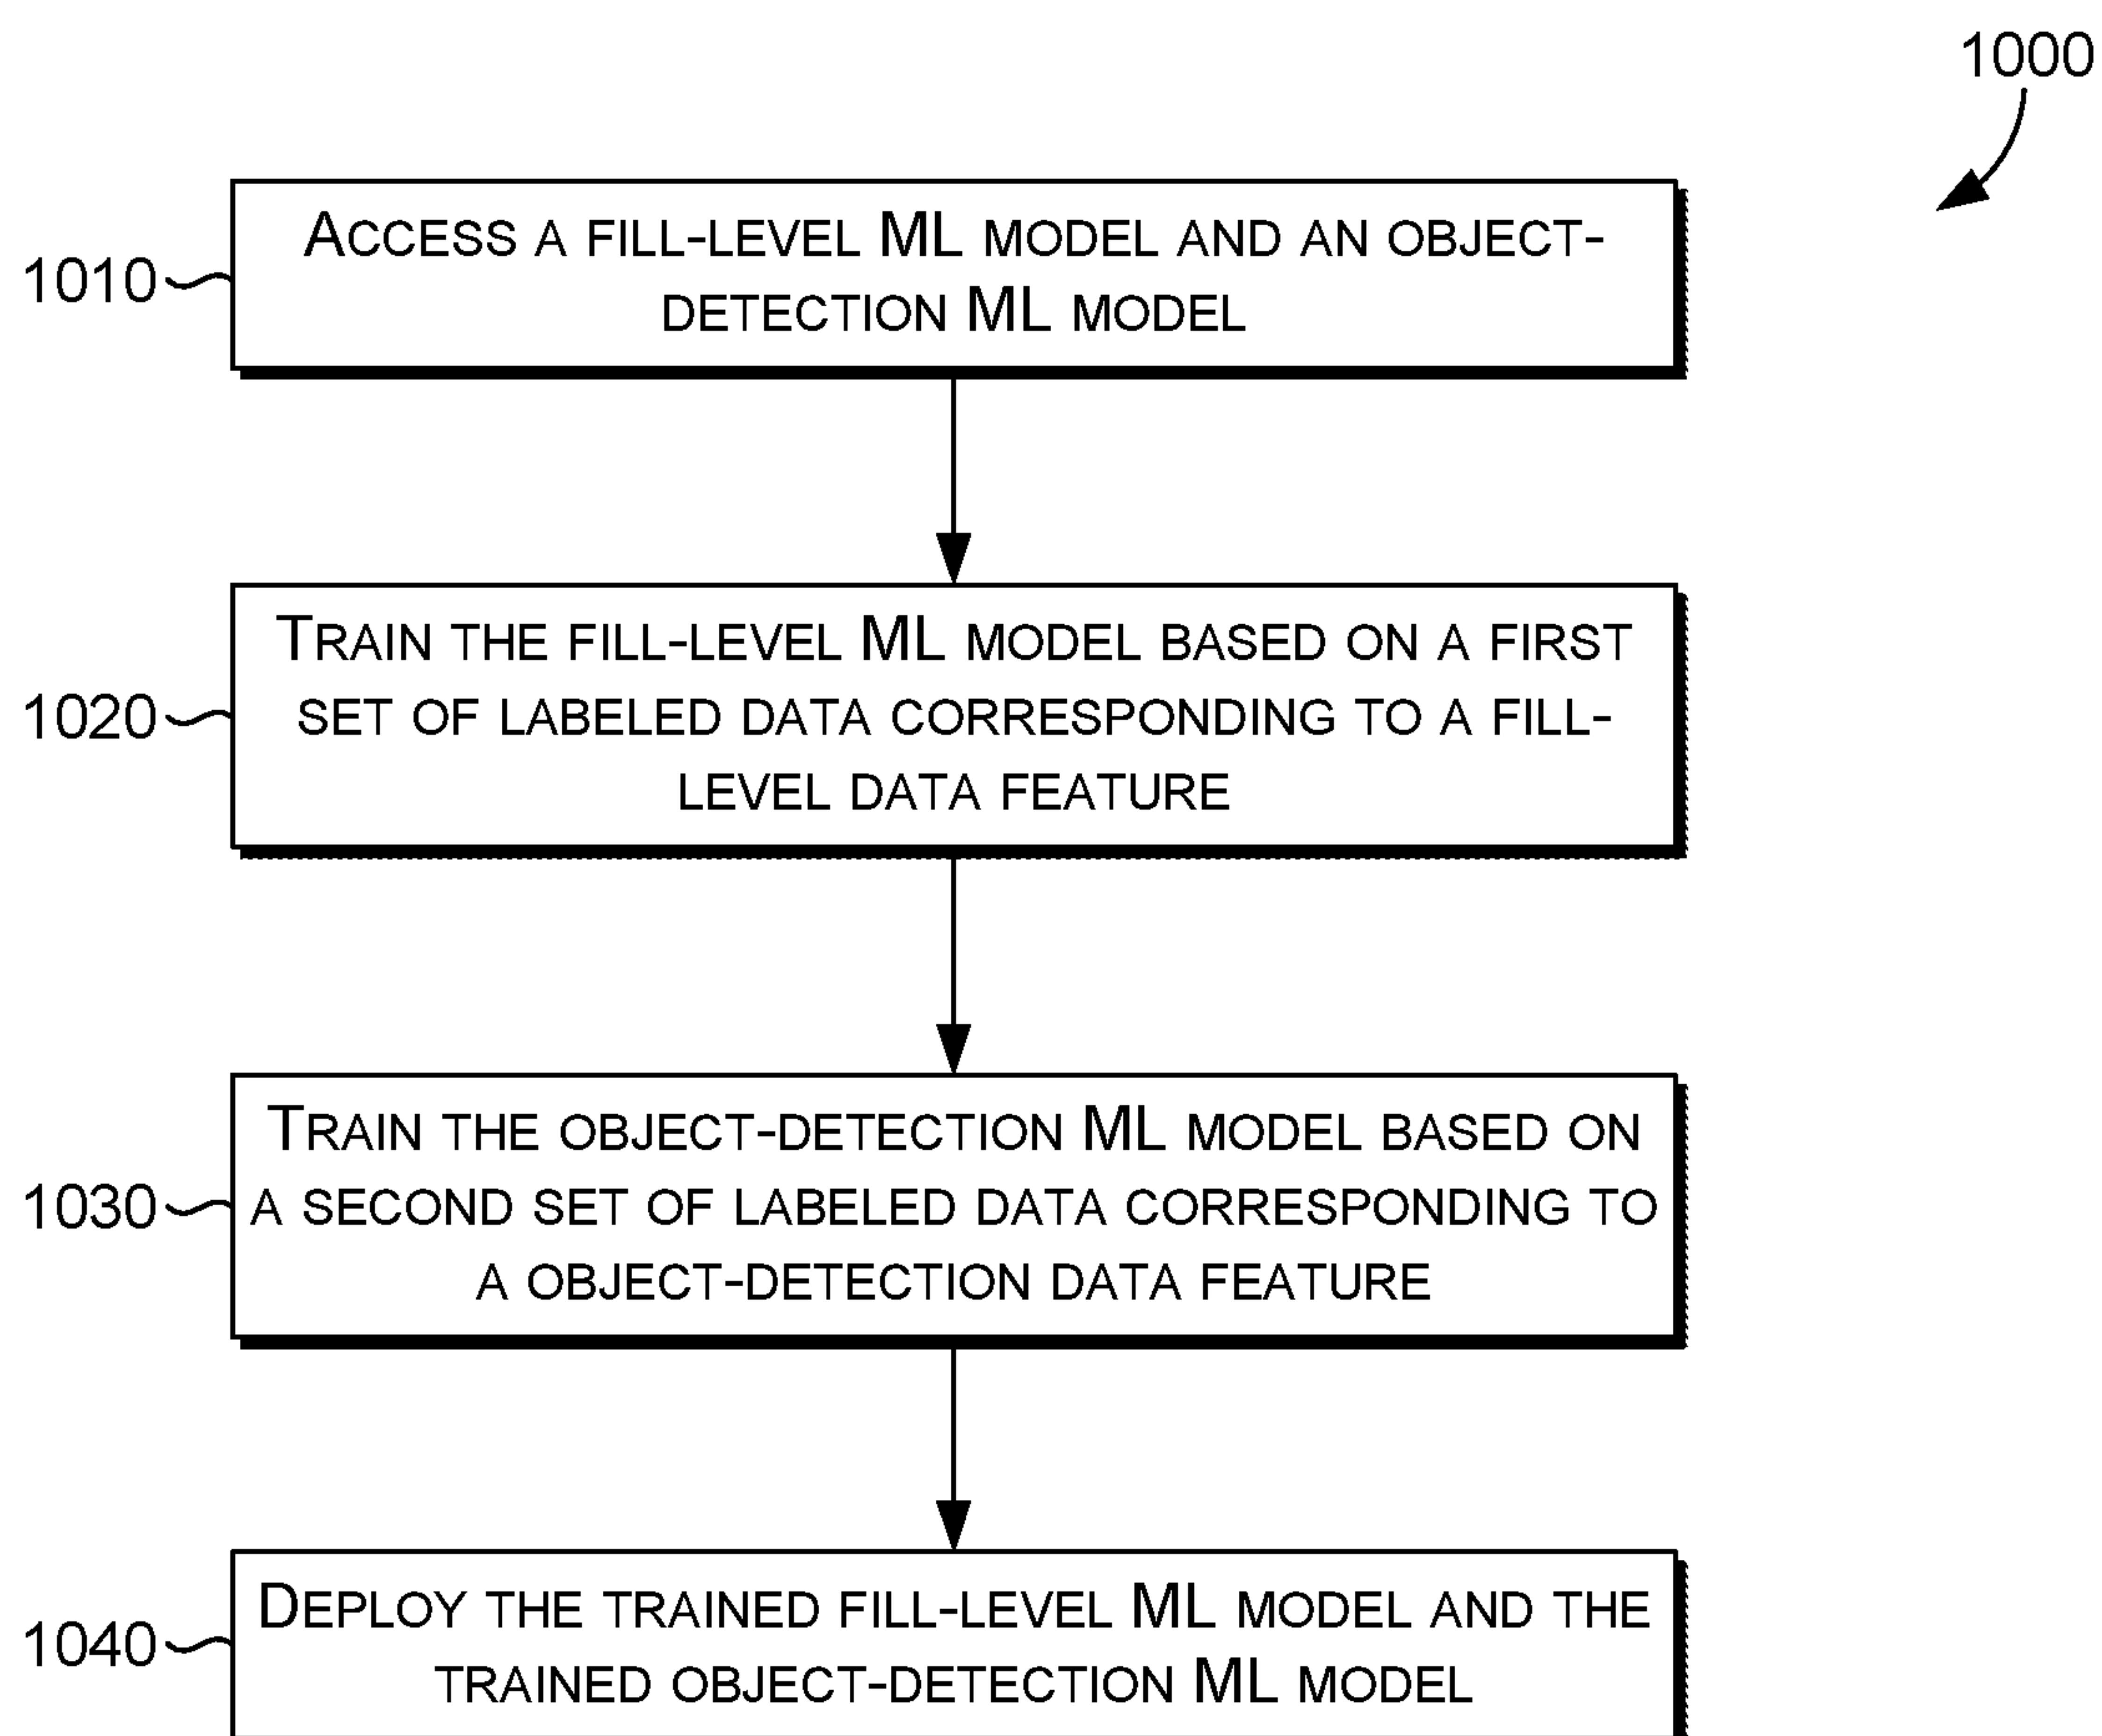 1000
1010
ACCESS A FILL-LEVEL ML MODEL AND AN OBJECT-
DETECTION ML MODEL
1020
TRAIN THE FILL-LEVEL ML MODEL BASED ON A FIRST
SET OF LABELED DATA CORRESPONDING TO A FILL-
LEVEL DATA FEATURE
1030
TRAIN THE OBJECT-DETECTION ML MODEL BASED ON
A SECOND SET OF LABELED DATA CORRESPONDING TO
A OBJECT-DETECTION DATA FEATURE
1040
DEPLOY THE TRAINED FILL-LEVEL ML MODEL AND THE
TRAINED OBJECT-DETECTION ML MODEL